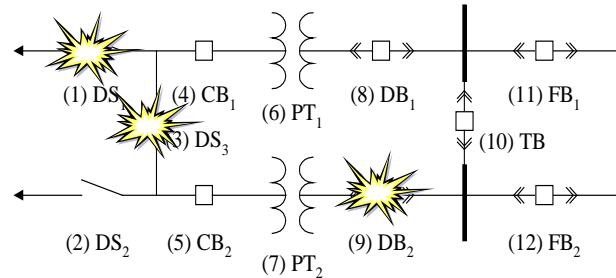 (1) DS
(4) CB₁
(6) PT₁
(8) DB₁
(11) FB₁
3) DS₃
(10) TB
(2) DS₂
(5) CB₂
(7) PT₂
(9) DB₂
(12) FB₂